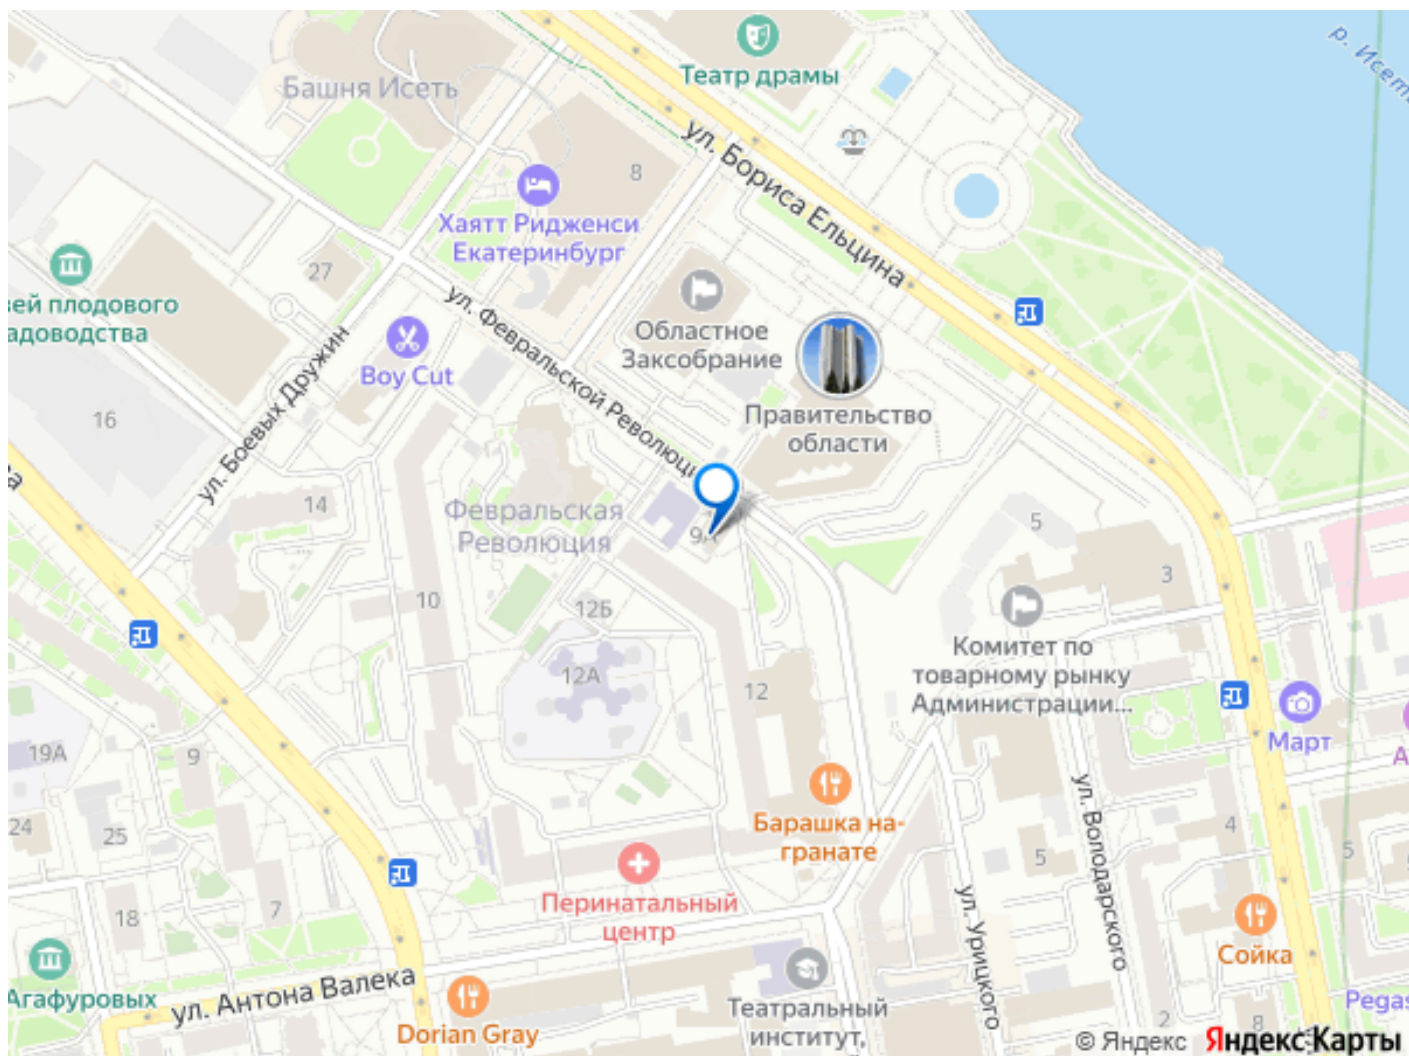 Театр драмы
р. Исеть
Башня Исеть
ул. Бориса Ельцина
8
Хаятт Ридженси
Екатеринбург
27
вей плодового
адоводства
ул. Февральской Революции
Областное
Заксобрание
Boy Cut
ул. Боевых Дружин
16
Правительство
области
14
Февральская
Революция
9А
5
3
10
12Б
Комитет по
товарному рынку
Администрации...
12А
12
19А
9
Март
ул. Володарского
24
25
Барашка на-
гранате
4
5
5
18
7
Перинатальный
центр
ул. Урицкого
Сойка
Агафуровых
ул. Антона Валека
Dorian Gray
Театральный
институт,
2
8
Pegas
© Яндекс Яндекс Карты